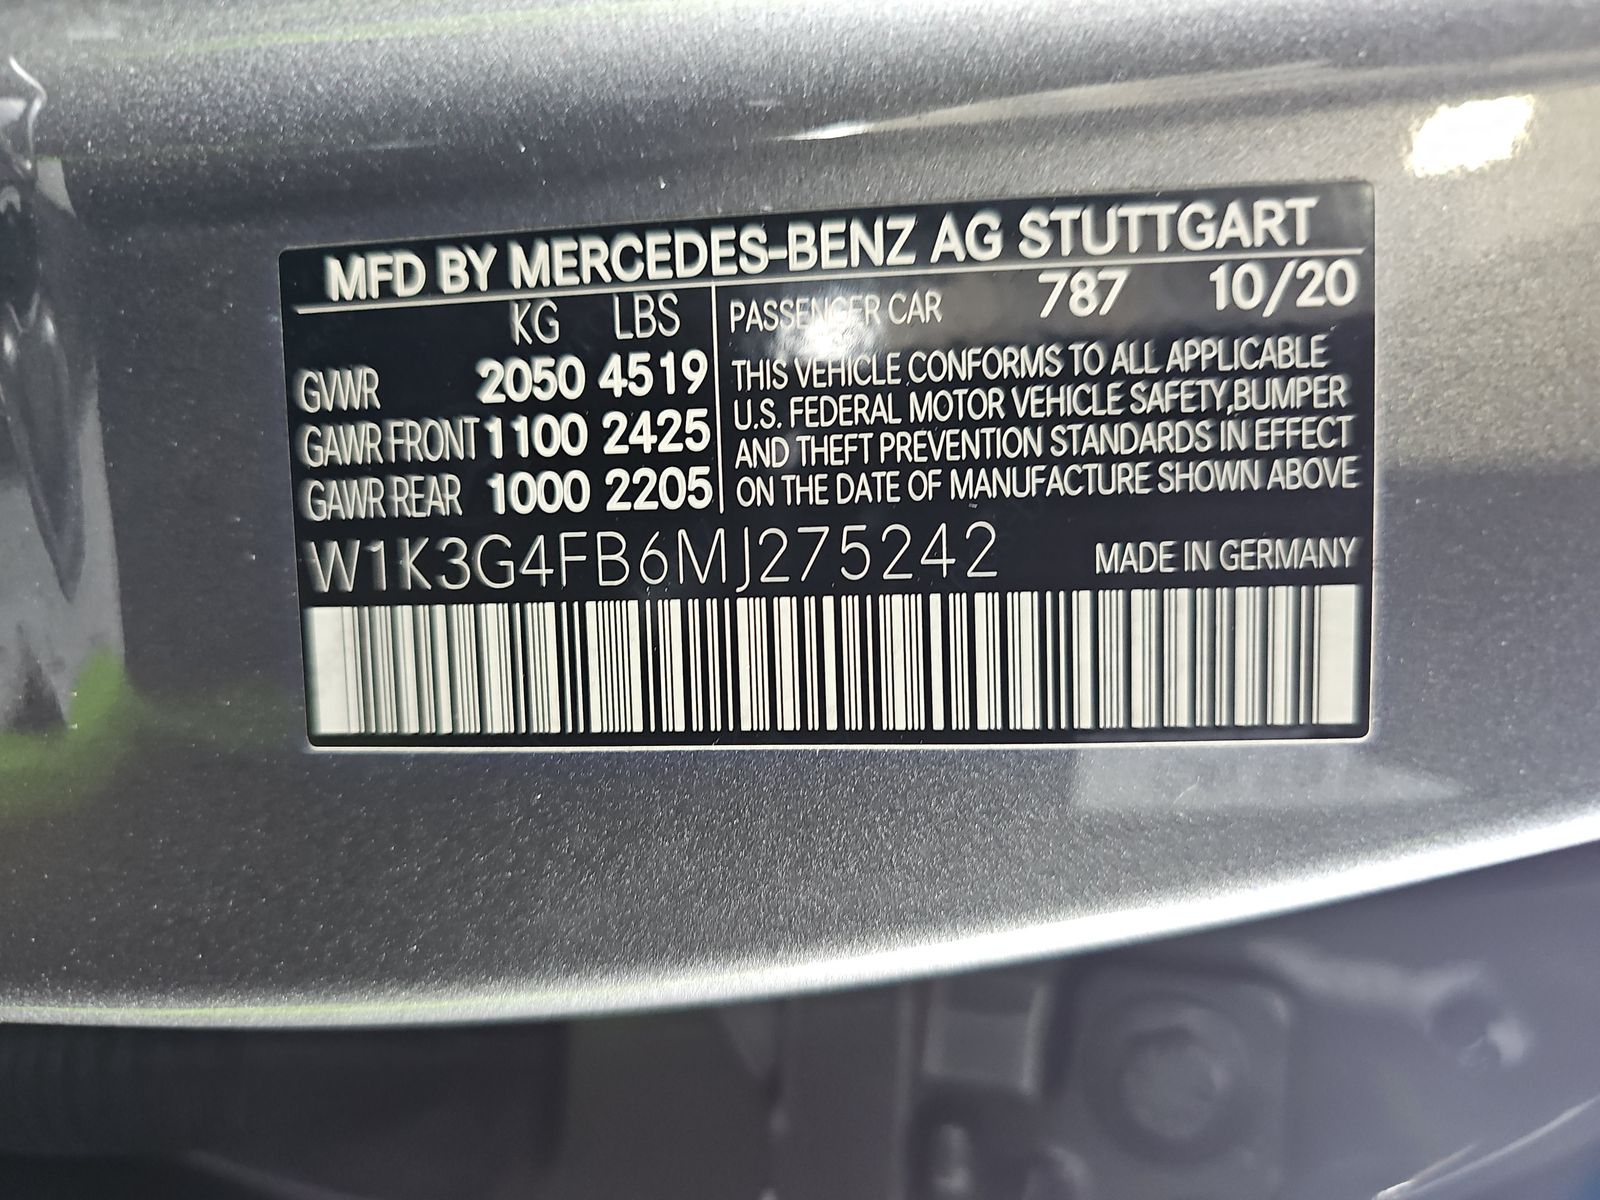 MFD BY MERCEDES-BENZ AG STUTTGART
KG LBS
GVWR 2050 4519
GAWR FRONT 1100 2425
GAWR REAR 1000 2205
PASSENGER CAR 787 10/20
THIS VEHICLE CONFORMS TO ALL APPLICABLE
U.S. FEDERAL MOTOR VEHICLE SAFETY,BUMPER
AND THEFT PREVENTION STANDARDS IN EFFECT
ON THE DATE OF MANUFACTURE SHOWN ABOVE
W1K3G4FB6MJ275242
MADE IN GERMANY